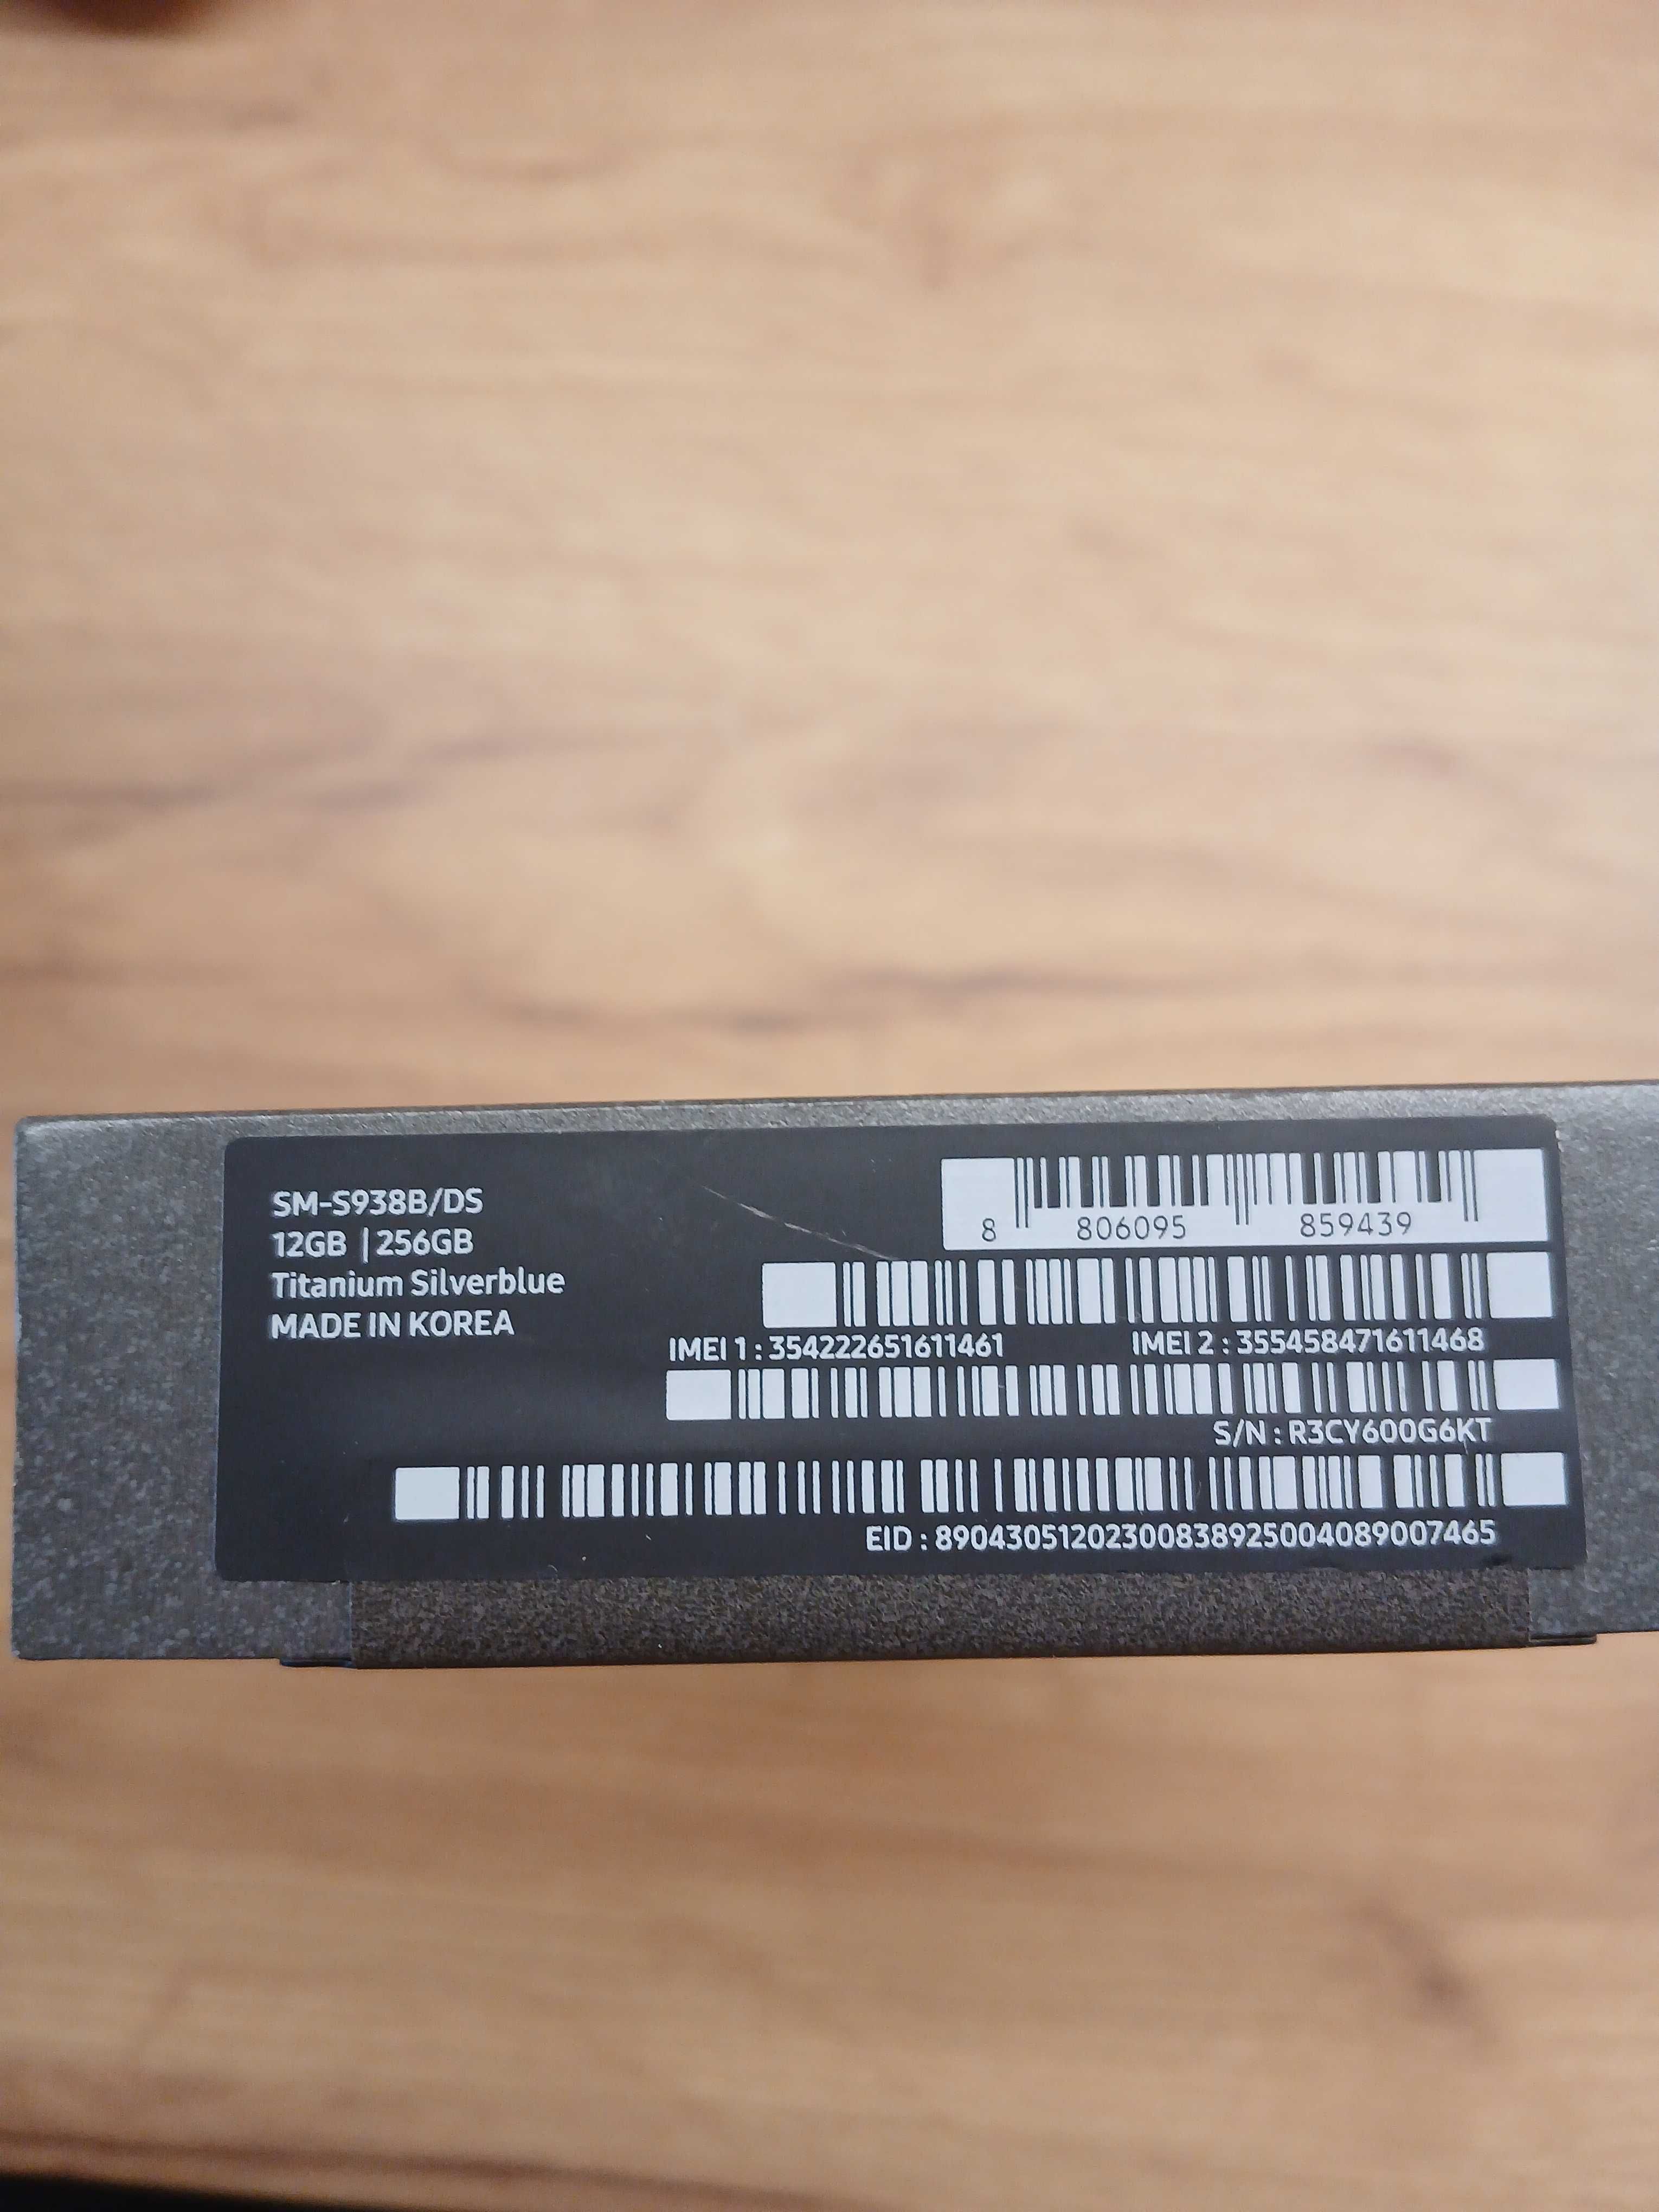 SM-S938B/DS
12GB | 256GB
Titanium Silverblue
MADE IN KOREA
8 806095 859439
IMEI 1 : 354222651611461 IMEI 2 : 355458471611468
S/N : R3CY600G6KT
EID : 89043051202300838925004089007465